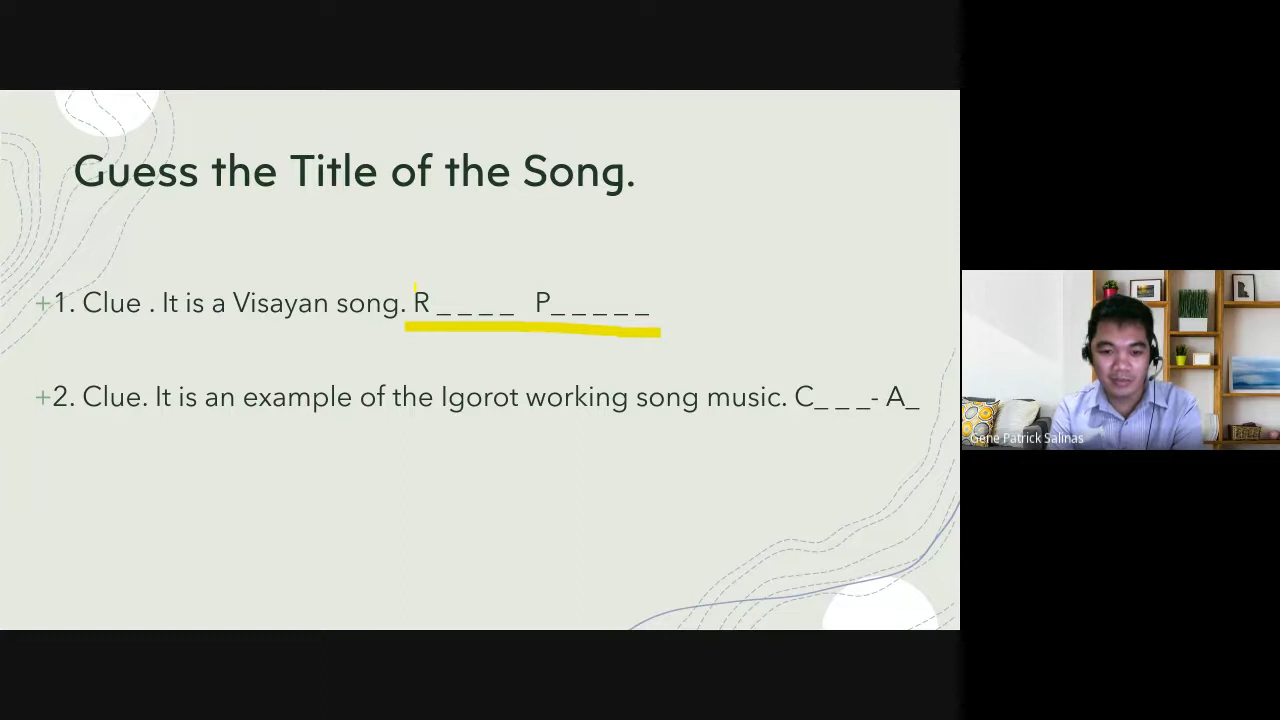 Guess the Title of the Song.
+1. Clue . It is a Visayan song. R _ _ _ _ P_ _ _ _ _
+2. Clue. It is an example of the Igorot working song music. C_ _ _- A_
Gene Patrick Salinas